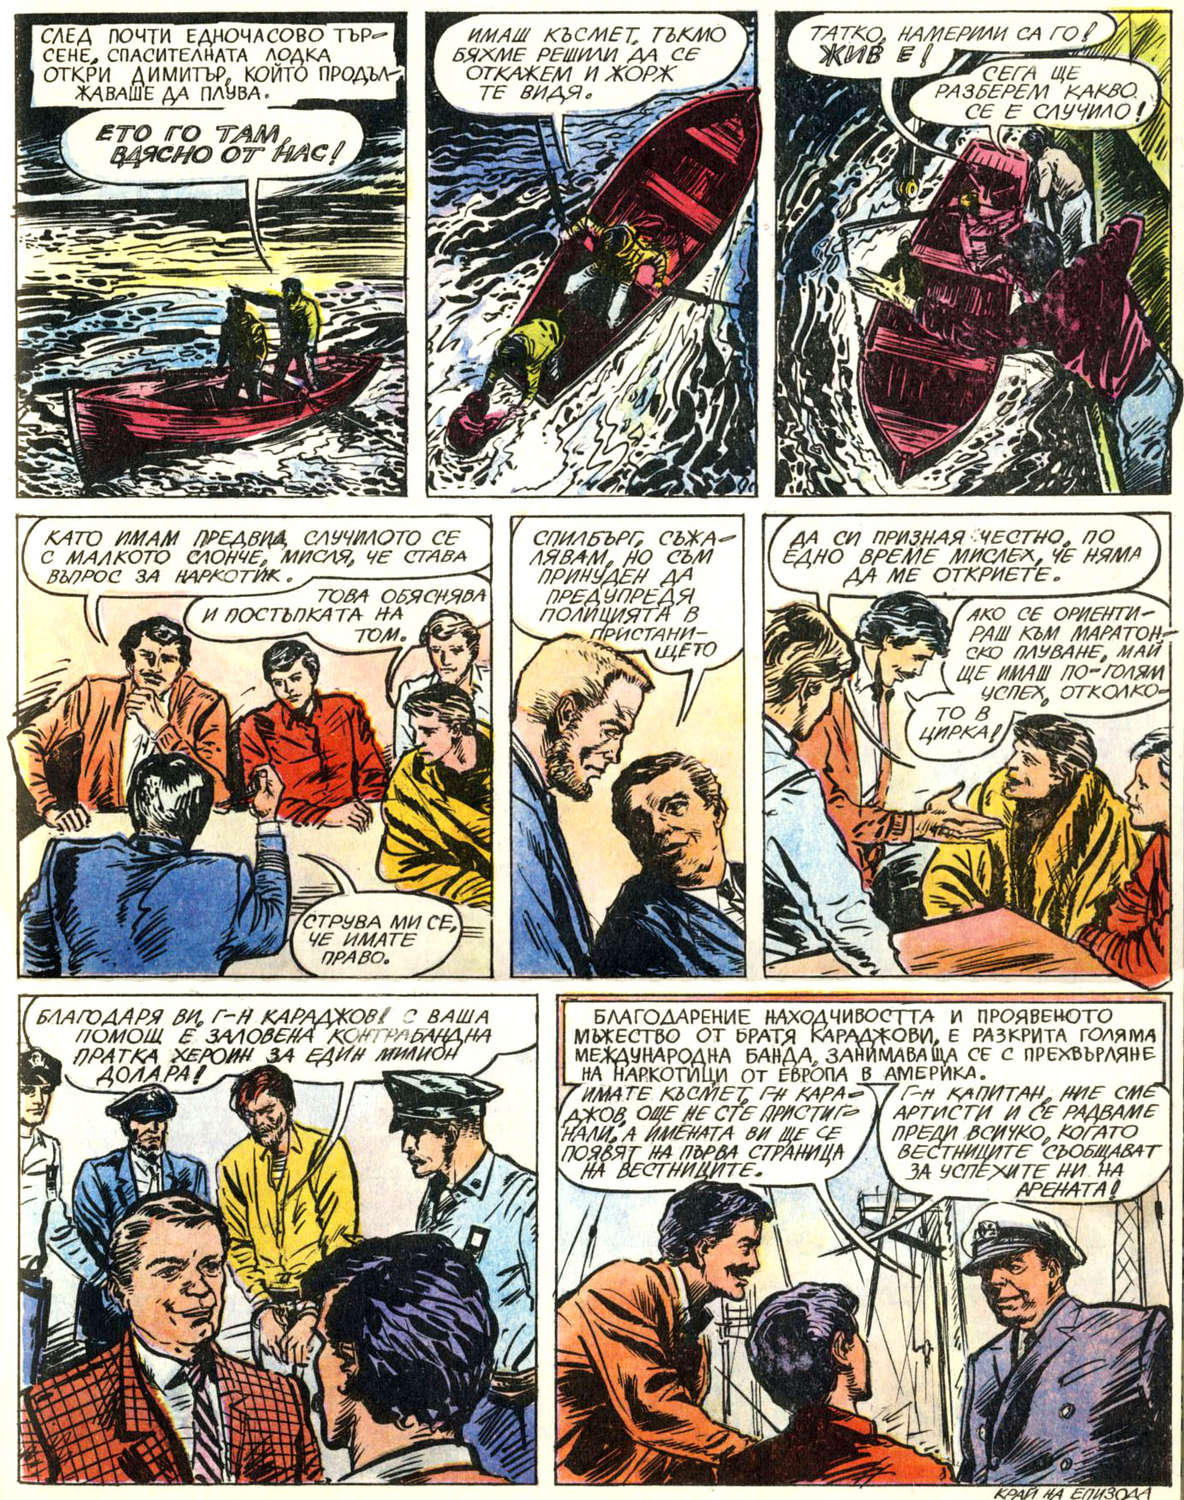 СЛЕД ПОЧТИ ЕДНОЧАСОВО ТЪР-
СЕНЕ, СПАСИТЕЛНАТА ЛОДКА
ОТКРИ ДИМИТЪР, КОЙТО ПРОДЪЛ-
ЖАВАШЕ ДА ПЛУВА.
ЕТО ГО ТАМ,
ВДЯСНО ОТ НАС!
ИМАШ КЪСМЕТ, ТЪКМО
БЯХМЕ РЕШИЛИ ДА СЕ
ОТКАЖЕМ И ЖОРЖ
ТЕ ВИДЯ.
ТАТКО, НАМЕРИЛИ СА ГО!
ЖИВ Е!
СЕГА ЩЕ
РАЗБЕРЕМ КАКВО
СЕ Е СЛУЧИЛО!
КАТО ИМАМ ПРЕДВИД, СЛУЧИЛОТО СЕ
С МАЛКОТО СЛОНЧЕ, МИСЛЯ, ЧЕ СТАВА
ВЪПРОС ЗА НАРКОТИК.
ТОВА ОБЯСНЯВА
И ПОСТЪПКАТА НА
ТОМ.
СТРУВА МИ СЕ,
ЧЕ ИМАТЕ
ПРАВО.
СПИЛБЪРГ, СЪЖА-
ЛЯВАМ, НО СЪМ
ПРИНУДЕН ДА
ПРЕДУПРЕДЯ
ПОЛИЦИЯТА В
ПРИСТАНИ-
ЩЕТО
ДА СИ ПРИЗНАЯ ЧЕСТНО, ПО
ЕДНО ВРЕМЕ МИСЛЕХ, ЧЕ НЯМА
ДА МЕ ОТКРИЕТЕ.
АКО СЕ ОРИЕНТИ-
РАШ КЪМ МАРАТОН-
СКО ПЛУВАНЕ, МАЙ
ЩЕ ИМАШ ПО-ГОЛЯМ
УСПЕХ, ОТКОЛКО-
ТО В
ЦИРКА!
БЛАГОДАРЯ ВИ, Г-Н КАРАДЖОВ! С ВАША
ПОМОЩ Е ЗАЛОВЕНА КОНТРАБАНДНА
ПРАТКА ХЕРОИН ЗА ЕДИН МИЛИОН
ДОЛАРА!
БЛАГОДАРЕНИЕ НАХОДЧИВОСТТА И ПРОЯВЕНОТО
МЪЖЕСТВО ОТ БРАТЯ КАРАДЖОВИ, Е РАЗКРИТА ГОЛЯМА
МЕЖДУНАРОДНА БАНДА, ЗАНИМАВАЩА СЕ С ПРЕХВЪРЛЯНЕ
НА НАРКОТИЦИ ОТ ЕВРОПА В АМЕРИКА.
ИМАТЕ КЪСМЕТ, Г-Н КАРА-
ДЖОВ, ОЩЕ НЕ СТЕ ПРИСТИГ-
НАЛИ, А ИМЕНАТА ВИ ЩЕ СЕ
ПОЯВЯТ НА ПЪРВА СТРАНИЦА
НА ВЕСТНИЦИТЕ.
Г-Н КАПИТАН, НИЕ СМЕ
АРТИСТИ И СЕ РАДВАМЕ
ПРЕДИ ВСИЧКО, КОГАТО
ВЕСТНИЦИТЕ СЪОБЩАВАТ
ЗА УСПЕХИТЕ НИ НА
АРЕНАТА!
КРАЙ НА ЕПИЗОДА